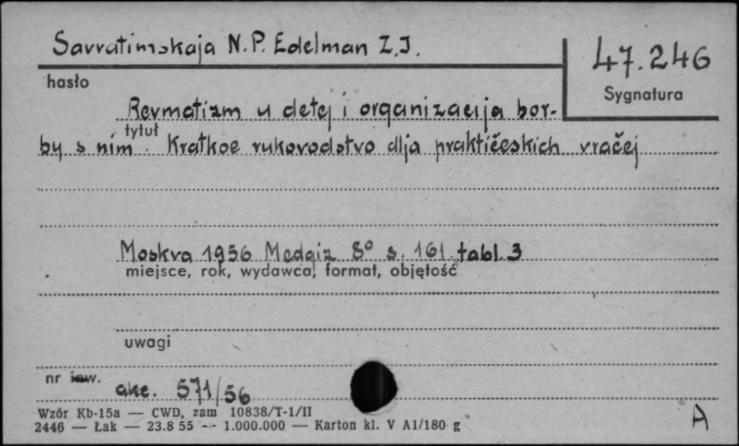 Savvatimskaja N.P. Edelman Z.J.
47.246
hasło
Sygnatura
Revmatizm u detej i organizacija bor-
tytuł
by s nim. Kratkoe rukovodstvo dlja praktičeskich vračej
Moskva 1956 Medgiz 8° s. 161 tabl. 3
miejsce, rok, wydawca, format, objętość
uwagi
nr inw. akc. 571/56
Wzór Kb-15a — CWD, zam 10838/T-1/II
2446 — Łak — 23.8 55 — 1.000.000 — Karton kl. V A1/180 g
A